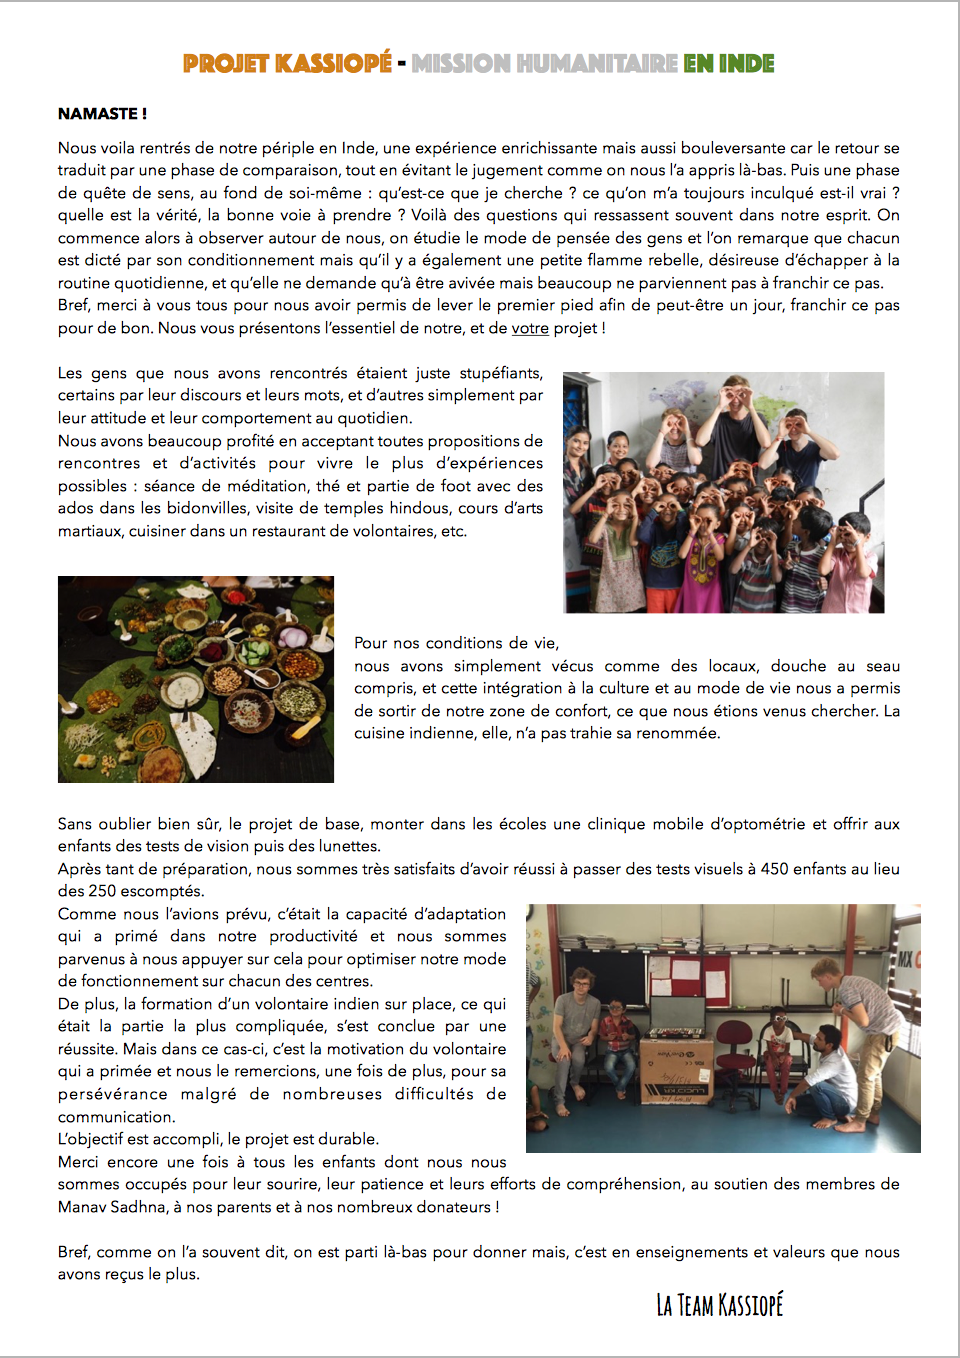 PROJET KASSIOPÉ - MISSION HUMANITAIRE EN INDE
NAMASTE !
Nous voila rentrés de notre périple en Inde, une expérience enrichissante mais aussi bouleversante car le retour se
traduit par une phase de comparaison, tout en évitant le jugement comme on nous l’a appris là-bas. Puis une phase
de quête de sens, au fond de soi-même : qu’est-ce que je cherche ? ce qu’on m’a toujours inculqué est-il vrai ?
quelle est la vérité, la bonne voie à prendre ? Voilà des questions qui ressassent souvent dans notre esprit. On
commence alors à observer autour de nous, on étudie le mode de pensée des gens et l’on remarque que chacun
est dicté par son conditionnement mais qu’il y a également une petite flamme rebelle, désireuse d’échapper à la
routine quotidienne, et qu’elle ne demande qu’à être avivée mais beaucoup ne parviennent pas à franchir ce pas.
Bref, merci à vous tous pour nous avoir permis de lever le premier pied afin de peut-être un jour, franchir ce pas
pour de bon. Nous vous présentons l’essentiel de notre, et de votre projet !
Les gens que nous avons rencontrés étaient juste stupéfiants,
certains par leur discours et leurs mots, et d’autres simplement par
leur attitude et leur comportement au quotidien.
Nous avons beaucoup profité en acceptant toutes propositions de
rencontres et d’activités pour vivre le plus d’expériences
possibles : séance de méditation, thé et partie de foot avec des
ados dans les bidonvilles, visite de temples hindous, cours d’arts
martiaux, cuisiner dans un restaurant de volontaires, etc.
Pour nos conditions de vie,
nous avons simplement vécus comme des locaux, douche au seau
compris, et cette intégration à la culture et au mode de vie nous a permis
de sortir de notre zone de confort, ce que nous étions venus chercher. La
cuisine indienne, elle, n’a pas trahie sa renommée.
Sans oublier bien sûr, le projet de base, monter dans les écoles une clinique mobile d’optométrie et offrir aux
enfants des tests de vision puis des lunettes.
Après tant de préparation, nous sommes très satisfaits d’avoir réussi à passer des tests visuels à 450 enfants au lieu
des 250 escomptés.
Comme nous l’avions prévu, c’était la capacité d’adaptation
qui a primé dans notre productivité et nous sommes
parvenus à nous appuyer sur cela pour optimiser notre mode
de fonctionnement sur chacun des centres.
De plus, la formation d’un volontaire indien sur place, ce qui
était la partie la plus compliquée, s’est conclue par une
réussite. Mais dans ce cas-ci, c’est la motivation du volontaire
qui a primée et nous le remercions, une fois de plus, pour sa
persévérance malgré de nombreuses difficultés de
communication.
L’objectif est accompli, le projet est durable.
Merci encore une fois à tous les enfants dont nous nous
sommes occupés pour leur sourire, leur patience et leurs efforts de compréhension, au soutien des membres de
Manav Sadhna, à nos parents et à nos nombreux donateurs !
Bref, comme on l’a souvent dit, on est parti là-bas pour donner mais, c’est en enseignements et valeurs que nous
avons reçus le plus.
LA TEAM KASSIOPÉ
MX